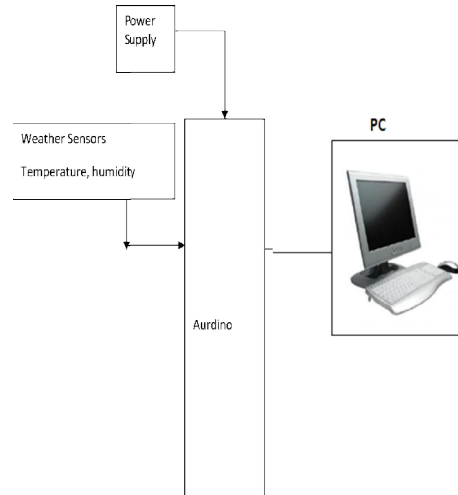 Power
Supply
Weather Sensors
Temperature, humidity
PC
Aurdino